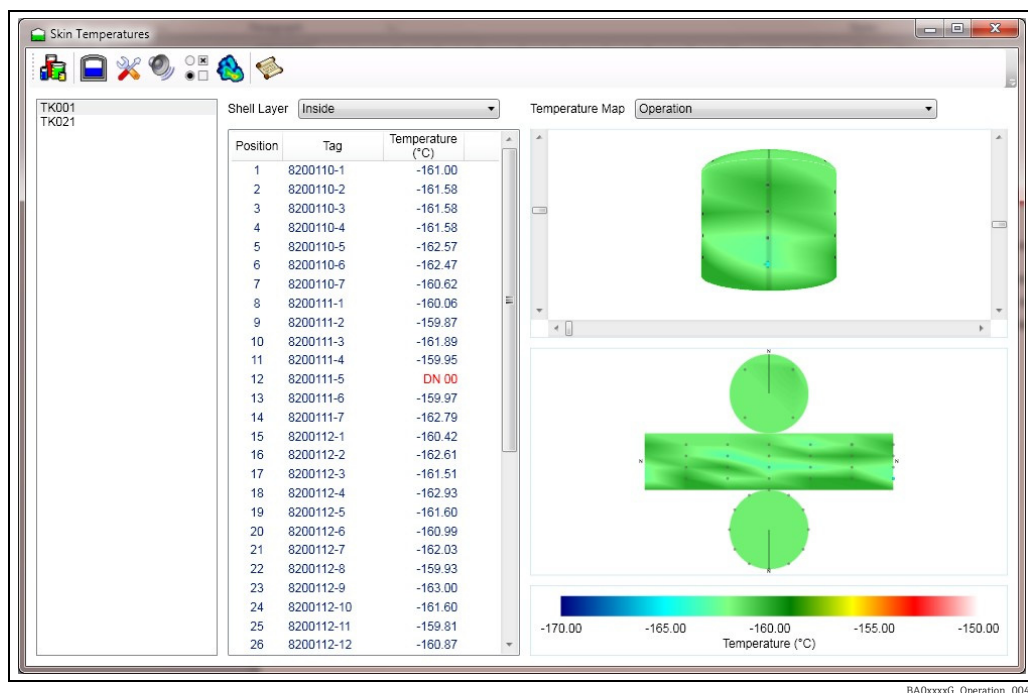 Skin Temperatures
TK001
TK021
Shell Layer Inside
Temperature Map Operation
Position Tag Temperature (°C)
1 8200110-1 -161.00
2 8200110-2 -161.58
3 8200110-3 -161.58
4 8200110-4 -161.58
5 8200110-5 -162.57
6 8200110-6 -162.47
7 8200110-7 -160.62
8 8200111-1 -160.06
9 8200111-2 -159.87
10 8200111-3 -161.89
11 8200111-4 -159.95
12 8200111-5 DN 00
13 8200111-6 -159.97
14 8200111-7 -162.79
15 8200112-1 -160.42
16 8200112-2 -162.61
17 8200112-3 -161.51
18 8200112-4 -162.93
19 8200112-5 -161.60
20 8200112-6 -160.99
21 8200112-7 -162.03
22 8200112-8 -159.93
23 8200112-9 -163.00
24 8200112-10 -161.60
25 8200112-11 -159.81
26 8200112-12 -160.87
N
N N
N
-170.00 -165.00 -160.00 -155.00 -150.00
Temperature (°C)
BA0xxxxG_Operation_004